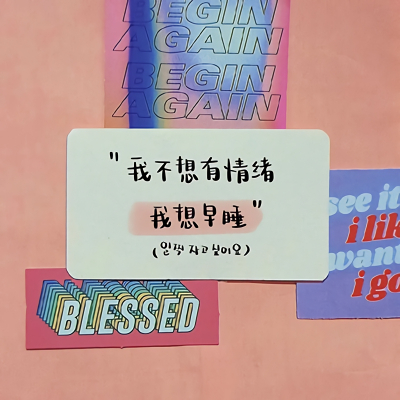 BEGIN
AGAIN
BEGIN
AGAIN
"我不想有情绪
我想早睡"
(일찍 자고 싶어요)
see it
i lik
want
i go
BLESSED